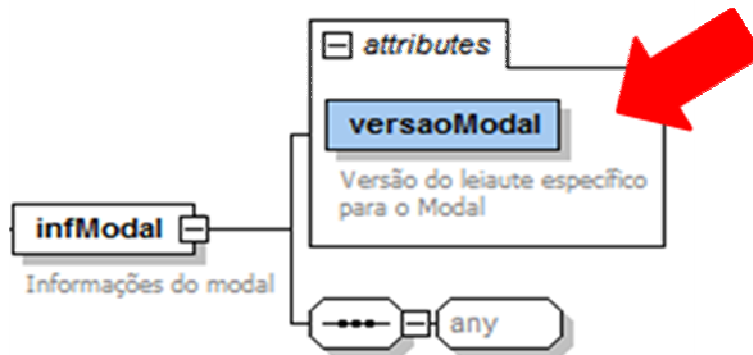 attributes
versaoModal
Versão do leiaute específico
para o Modal
infModal
Informações do modal
any